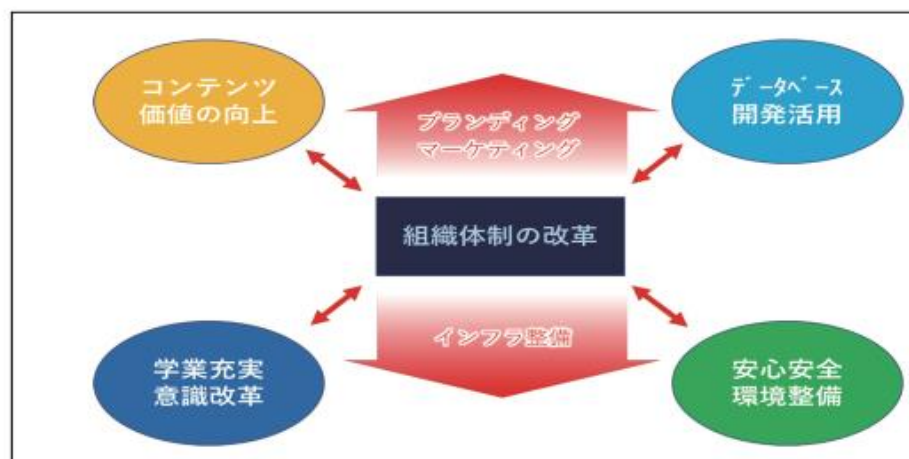 コンテンツ
価値の向上
ブランディング
マーケティング
データベース
開発活用
組織体制の改革
学業充実
意識改革
インフラ整備
安心安全
環境整備